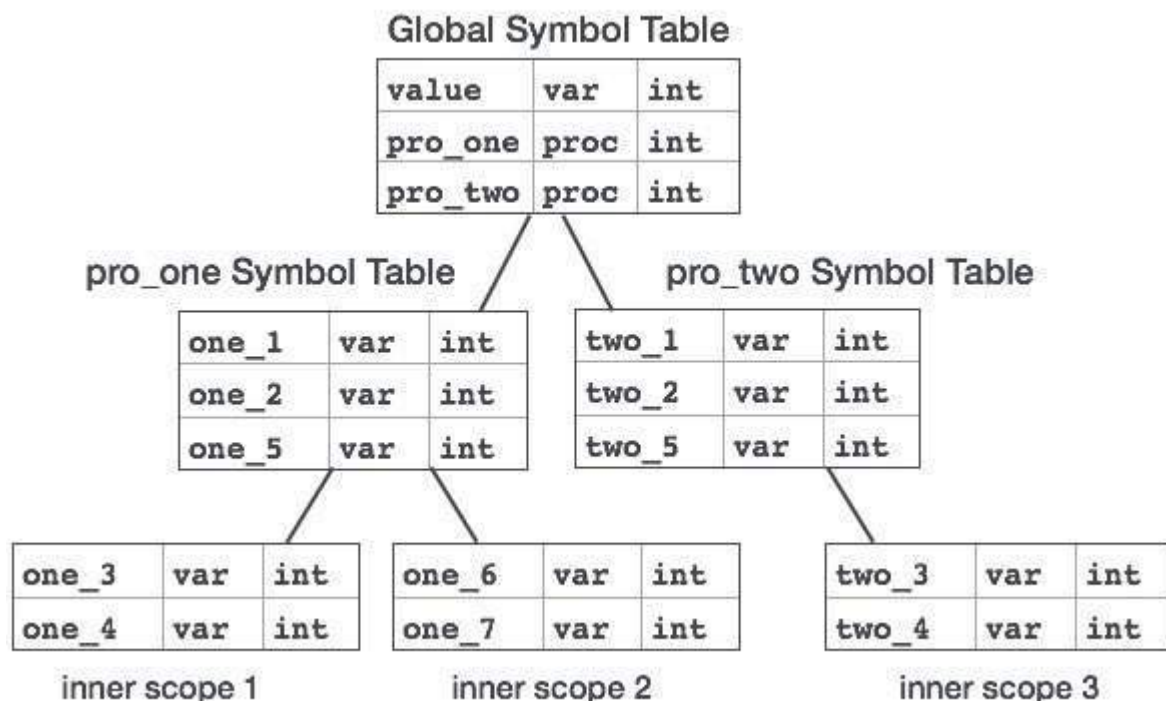 Global Symbol Table
value var int
pro_one proc int
pro_two proc int
pro_one Symbol Table
one_1 var int
one_2 var int
one_5 var int
pro_two Symbol Table
two_1 var int
two_2 var int
two_5 var int
one_3 var int
one_4 var int
inner scope 1
one_6 var int
one_7 var int
inner scope 2
two_3 var int
two_4 var int
inner scope 3